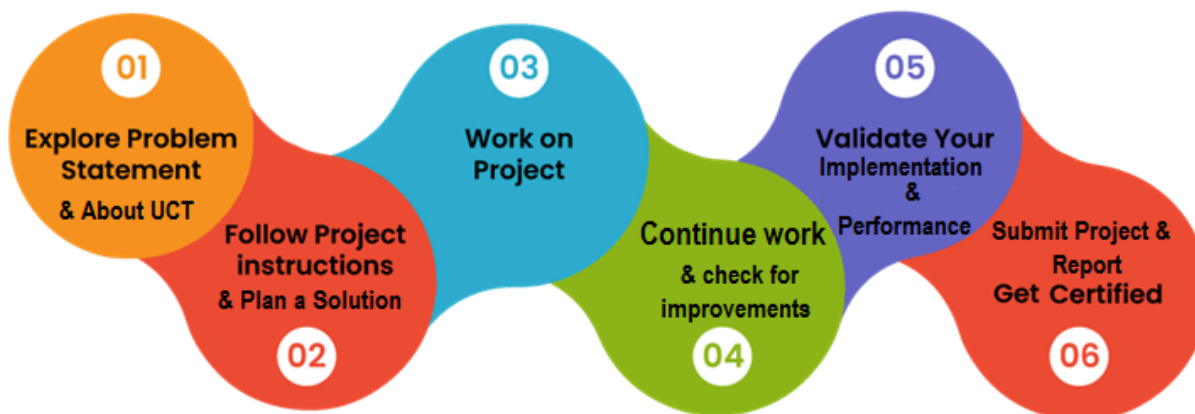 01
Explore Problem
Statement
& About UCT
Follow Project
instructions
& Plan a Solution
02
03
Work on
Project
Continue work
& check for
improvements
04
05
Validate Your
Implementation
&
Performance
Submit Project &
Report
Get Certified
06